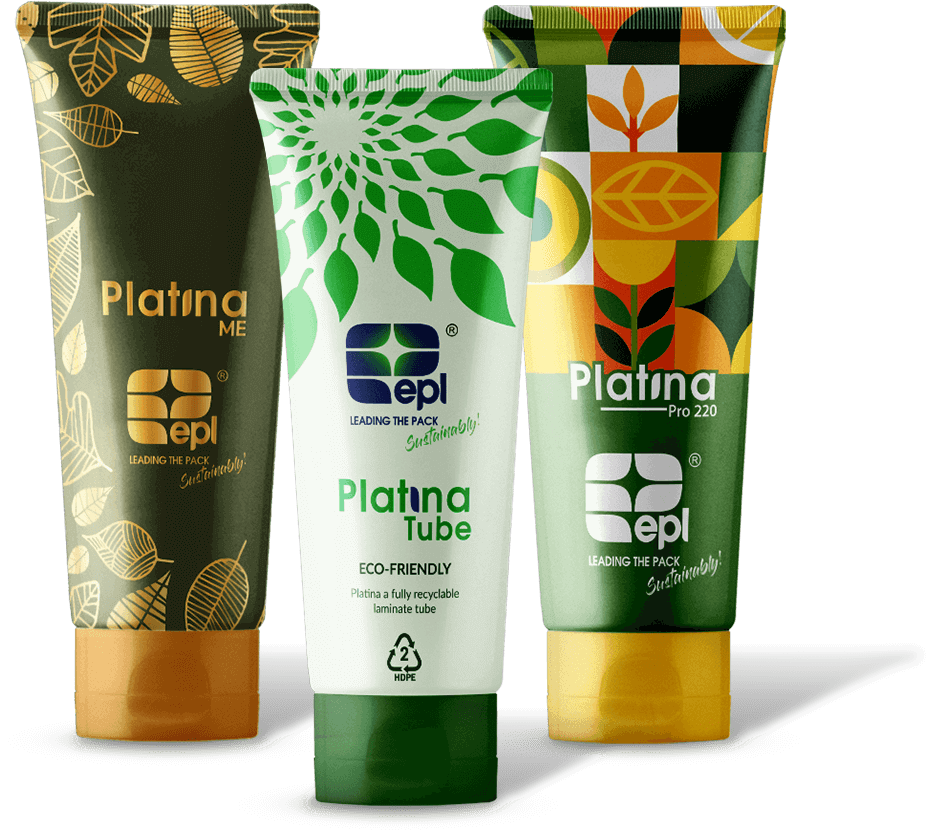 Platina
ME
®
epl
LEADING THE PACK
Sustainably!
®
epl
LEADING THE PACK
Sustainably!
Platina
Tube
ECO-FRIENDLY
Platina a fully recyclable
laminate tube
2
HDPE
Platina
Pro 220
®
epl
LEADING THE PACK
Sustainably!